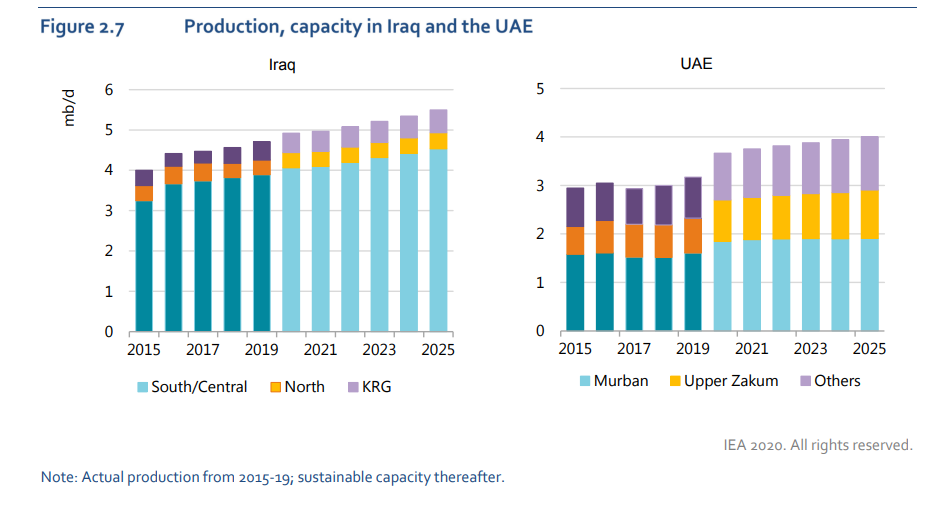 Figure 2.7 Production, capacity in Iraq and the UAE
Iraq
mb/d
6
5
4
3
2
1
0
2015 2017 2019 2021 2023 2025
South/Central North KRG
UAE
5
4
3
2
1
0
2015 2017 2019 2021 2023 2025
Murban Upper Zakum Others
IEA 2020. All rights reserved.
Note: Actual production from 2015-19; sustainable capacity thereafter.